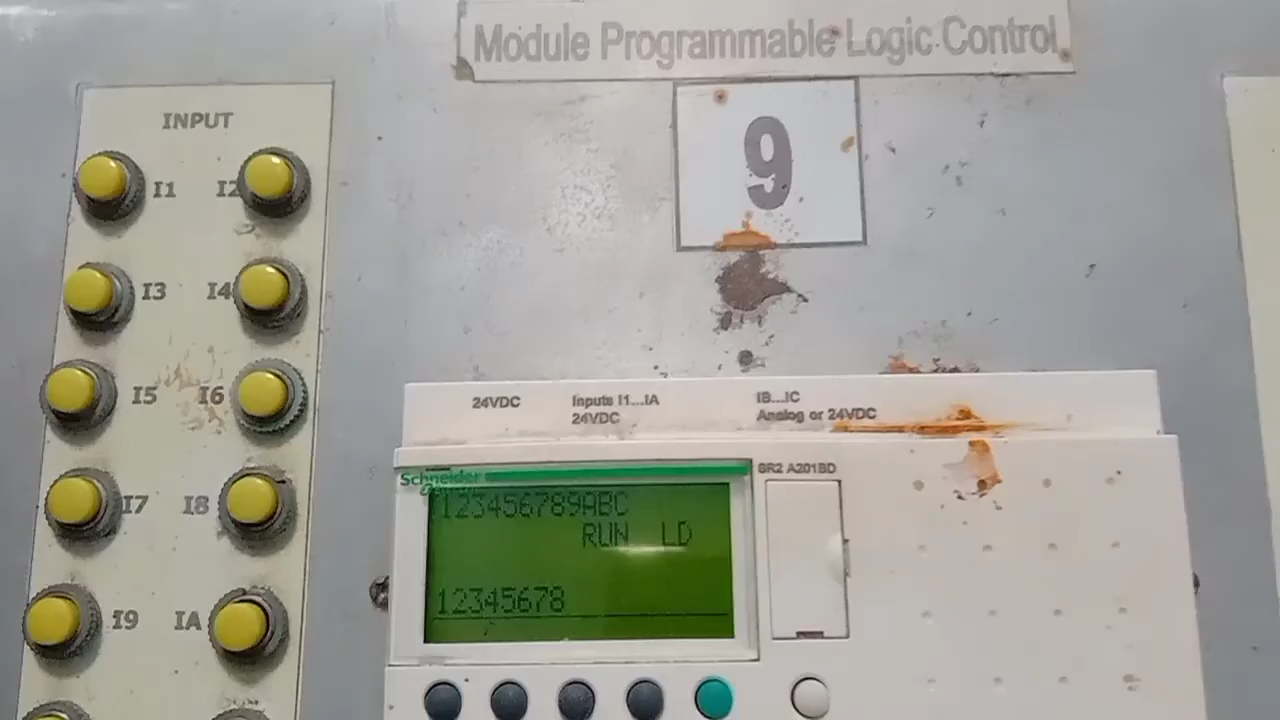 Module Programmable Logic Control
9
INPUT
I1 I2
I3 I4
I5 I6
I7 I8
I9 IA
24VDC
Inputs I1...IA
24VDC
IB...IC
Analog or 24VDC
Schneider
Electric
SR2 A201BD
123456789ABC
RUN LD
12345678